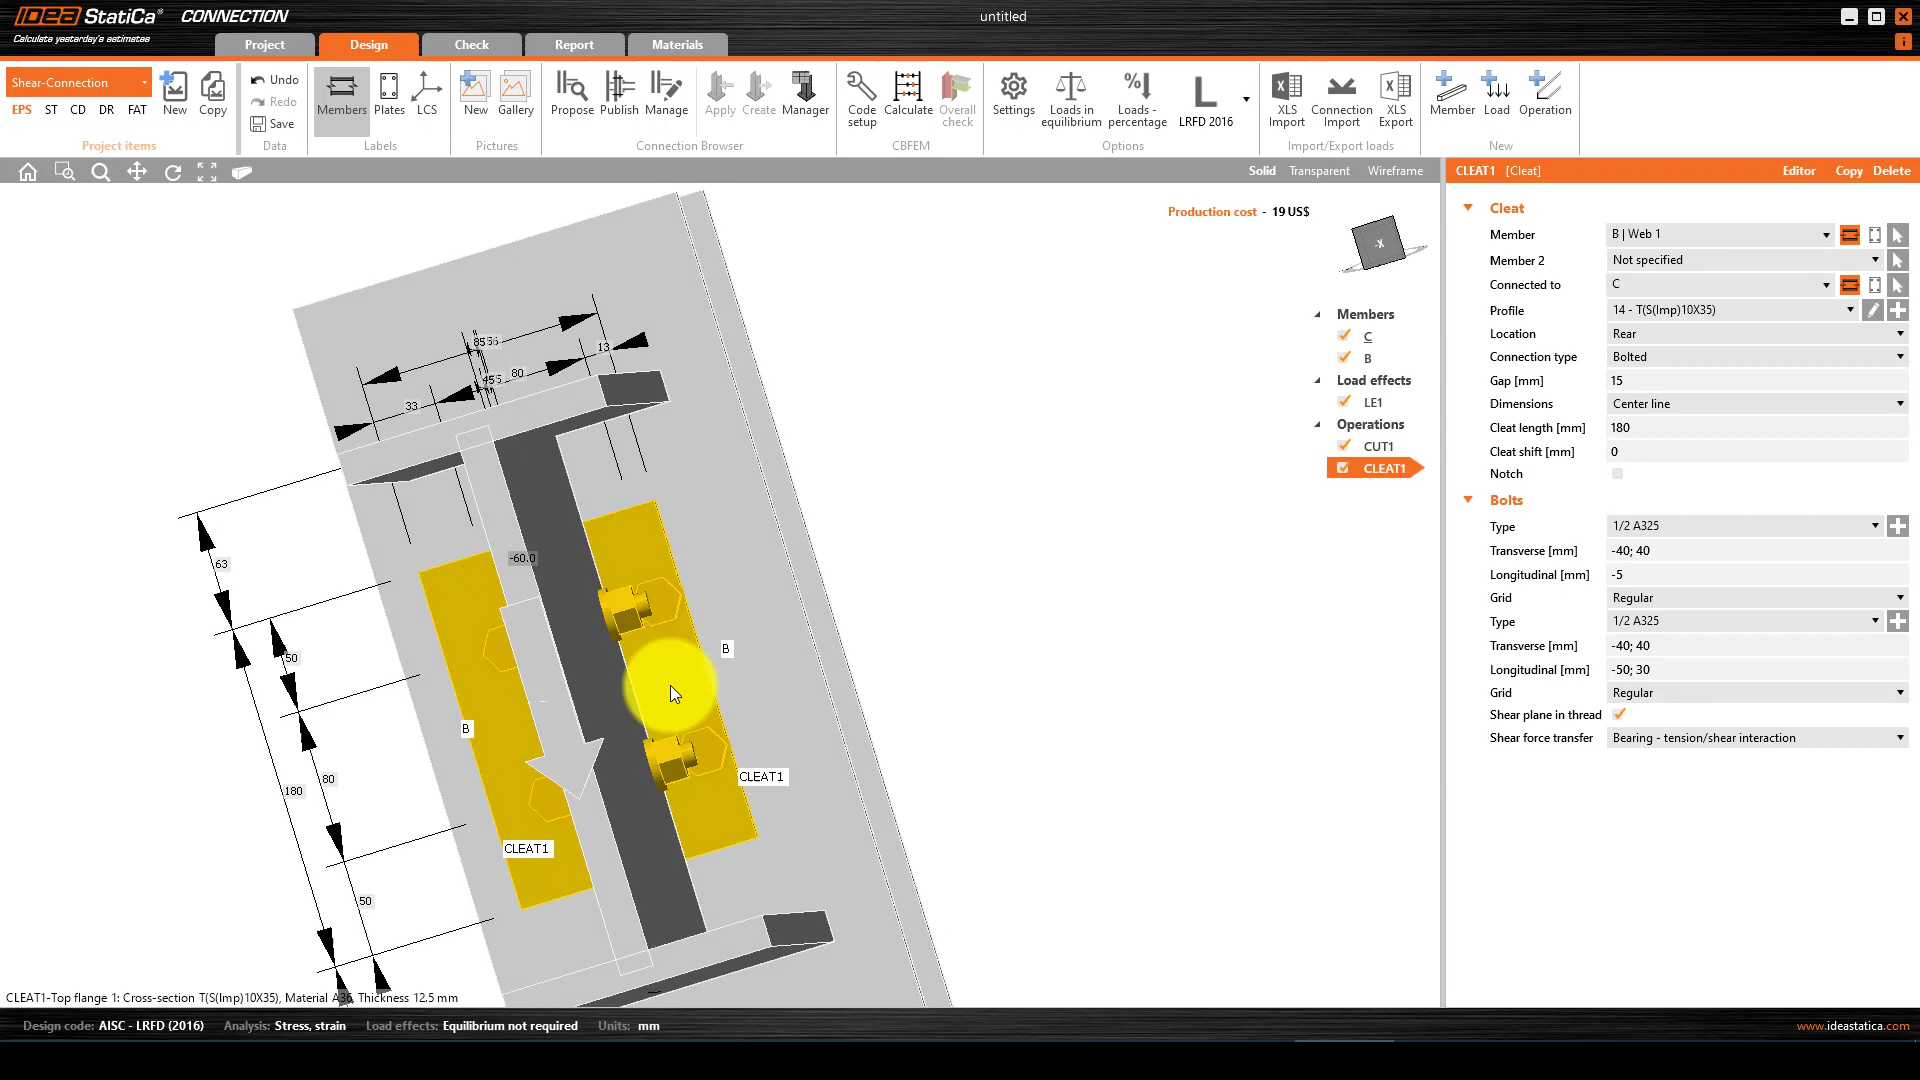 IDEA StatiCa® CONNECTION
Calculate yesterday's estimates
untitled
Project
Design
Check
Report
Materials
Shear-Connection
EPS ST CD DR FAT
New
Copy
Project items
Undo
Redo
Save
Data
Members
Plates
LCS
Labels
New
Gallery
Pictures
Propose
Publish
Manage
Apply
Create
Manager
Connection Browser
Code setup
Calculate
Overall check
CBFEM
Settings
Loads in equilibrium
Loads - percentage
LRFD 2016
Options
XLS Import
Connection Import
XLS Export
Import/Export loads
Member
Load
Operation
New
Solid Transparent Wireframe
Production cost - 19 US$
-X
Members
C
B
Load effects
LE1
Operations
CUT1
CLEAT1
13
80
33
63
50
80
180
50
-60.0
B
B
CLEAT1
CLEAT1
CLEAT1-Top flange 1: Cross-section T(S(Imp)10X35), Material A36, Thickness 12.5 mm
CLEAT1 [Cleat] Editor Copy Delete
Cleat
Member B | Web 1
Member 2 Not specified
Connected to C
Profile 14 - T(S(Imp)10X35)
Location Rear
Connection type Bolted
Gap [mm] 15
Dimensions Center line
Cleat length [mm] 180
Cleat shift [mm] 0
Notch
Bolts
Type 1/2 A325
Transverse [mm] -40; 40
Longitudinal [mm] -5
Grid Regular
Type 1/2 A325
Transverse [mm] -40; 40
Longitudinal [mm] -50; 30
Grid Regular
Shear plane in thread
Shear force transfer Bearing - tension/shear interaction
Design code: AISC - LRFD (2016) Analysis: Stress, strain Load effects: Equilibrium not required Units: mm
www.ideastatica.com